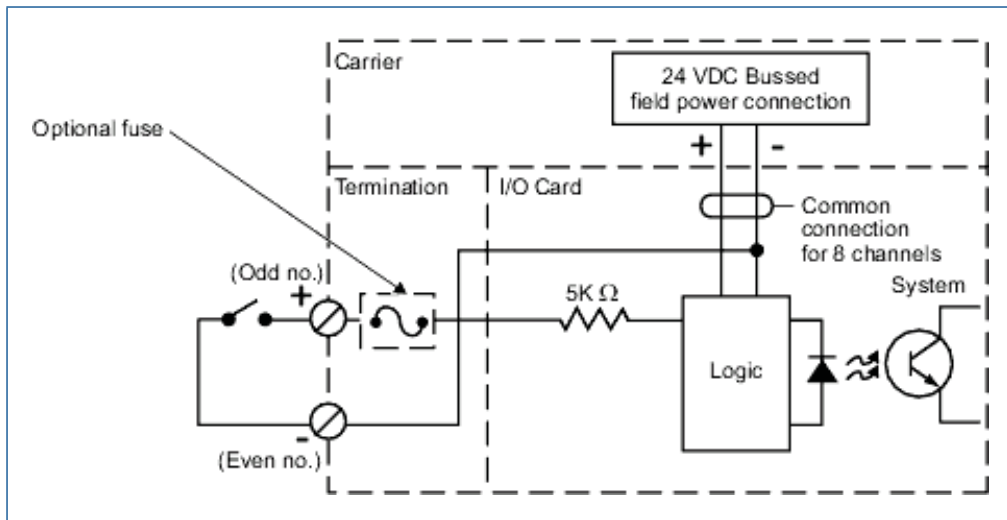 Carrier
24 VDC Bussed
field power connection
Optional fuse
+ -
Termination
I/O Card
Common
connection
for 8 channels
(Odd no.)
+
5K Ω
System
Logic
-
(Even no.)